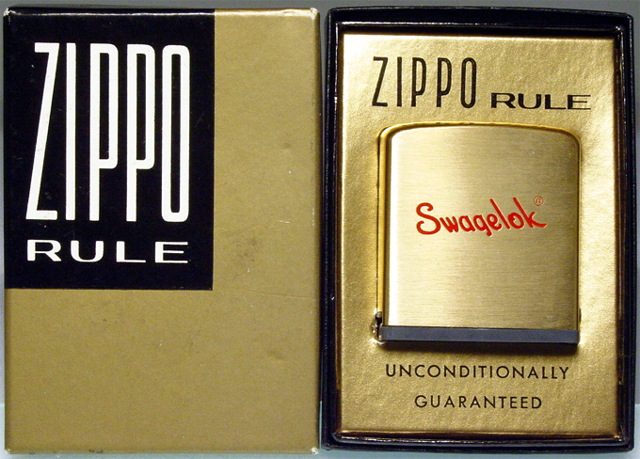 ZIPPO
RULE
ZIPPO RULE
Swagelok®
UNCONDITIONALLY
GUARANTEED